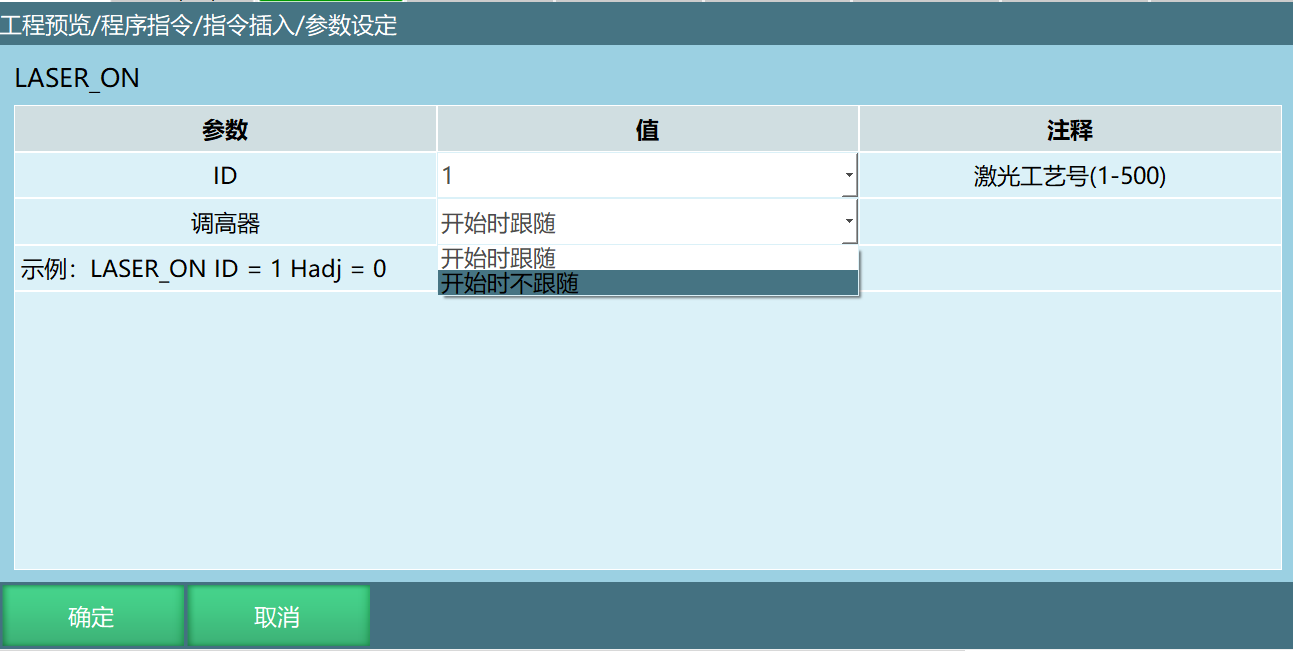 工程预览/程序指令/指令插入/参数设定
LASER_ON
参数 值 注释
ID 1 激光工艺号(1-500)
调高器 开始时跟随
示例：LASER_ON ID = 1 Hadj = 0
开始时跟随
开始时不跟随
确定 取消